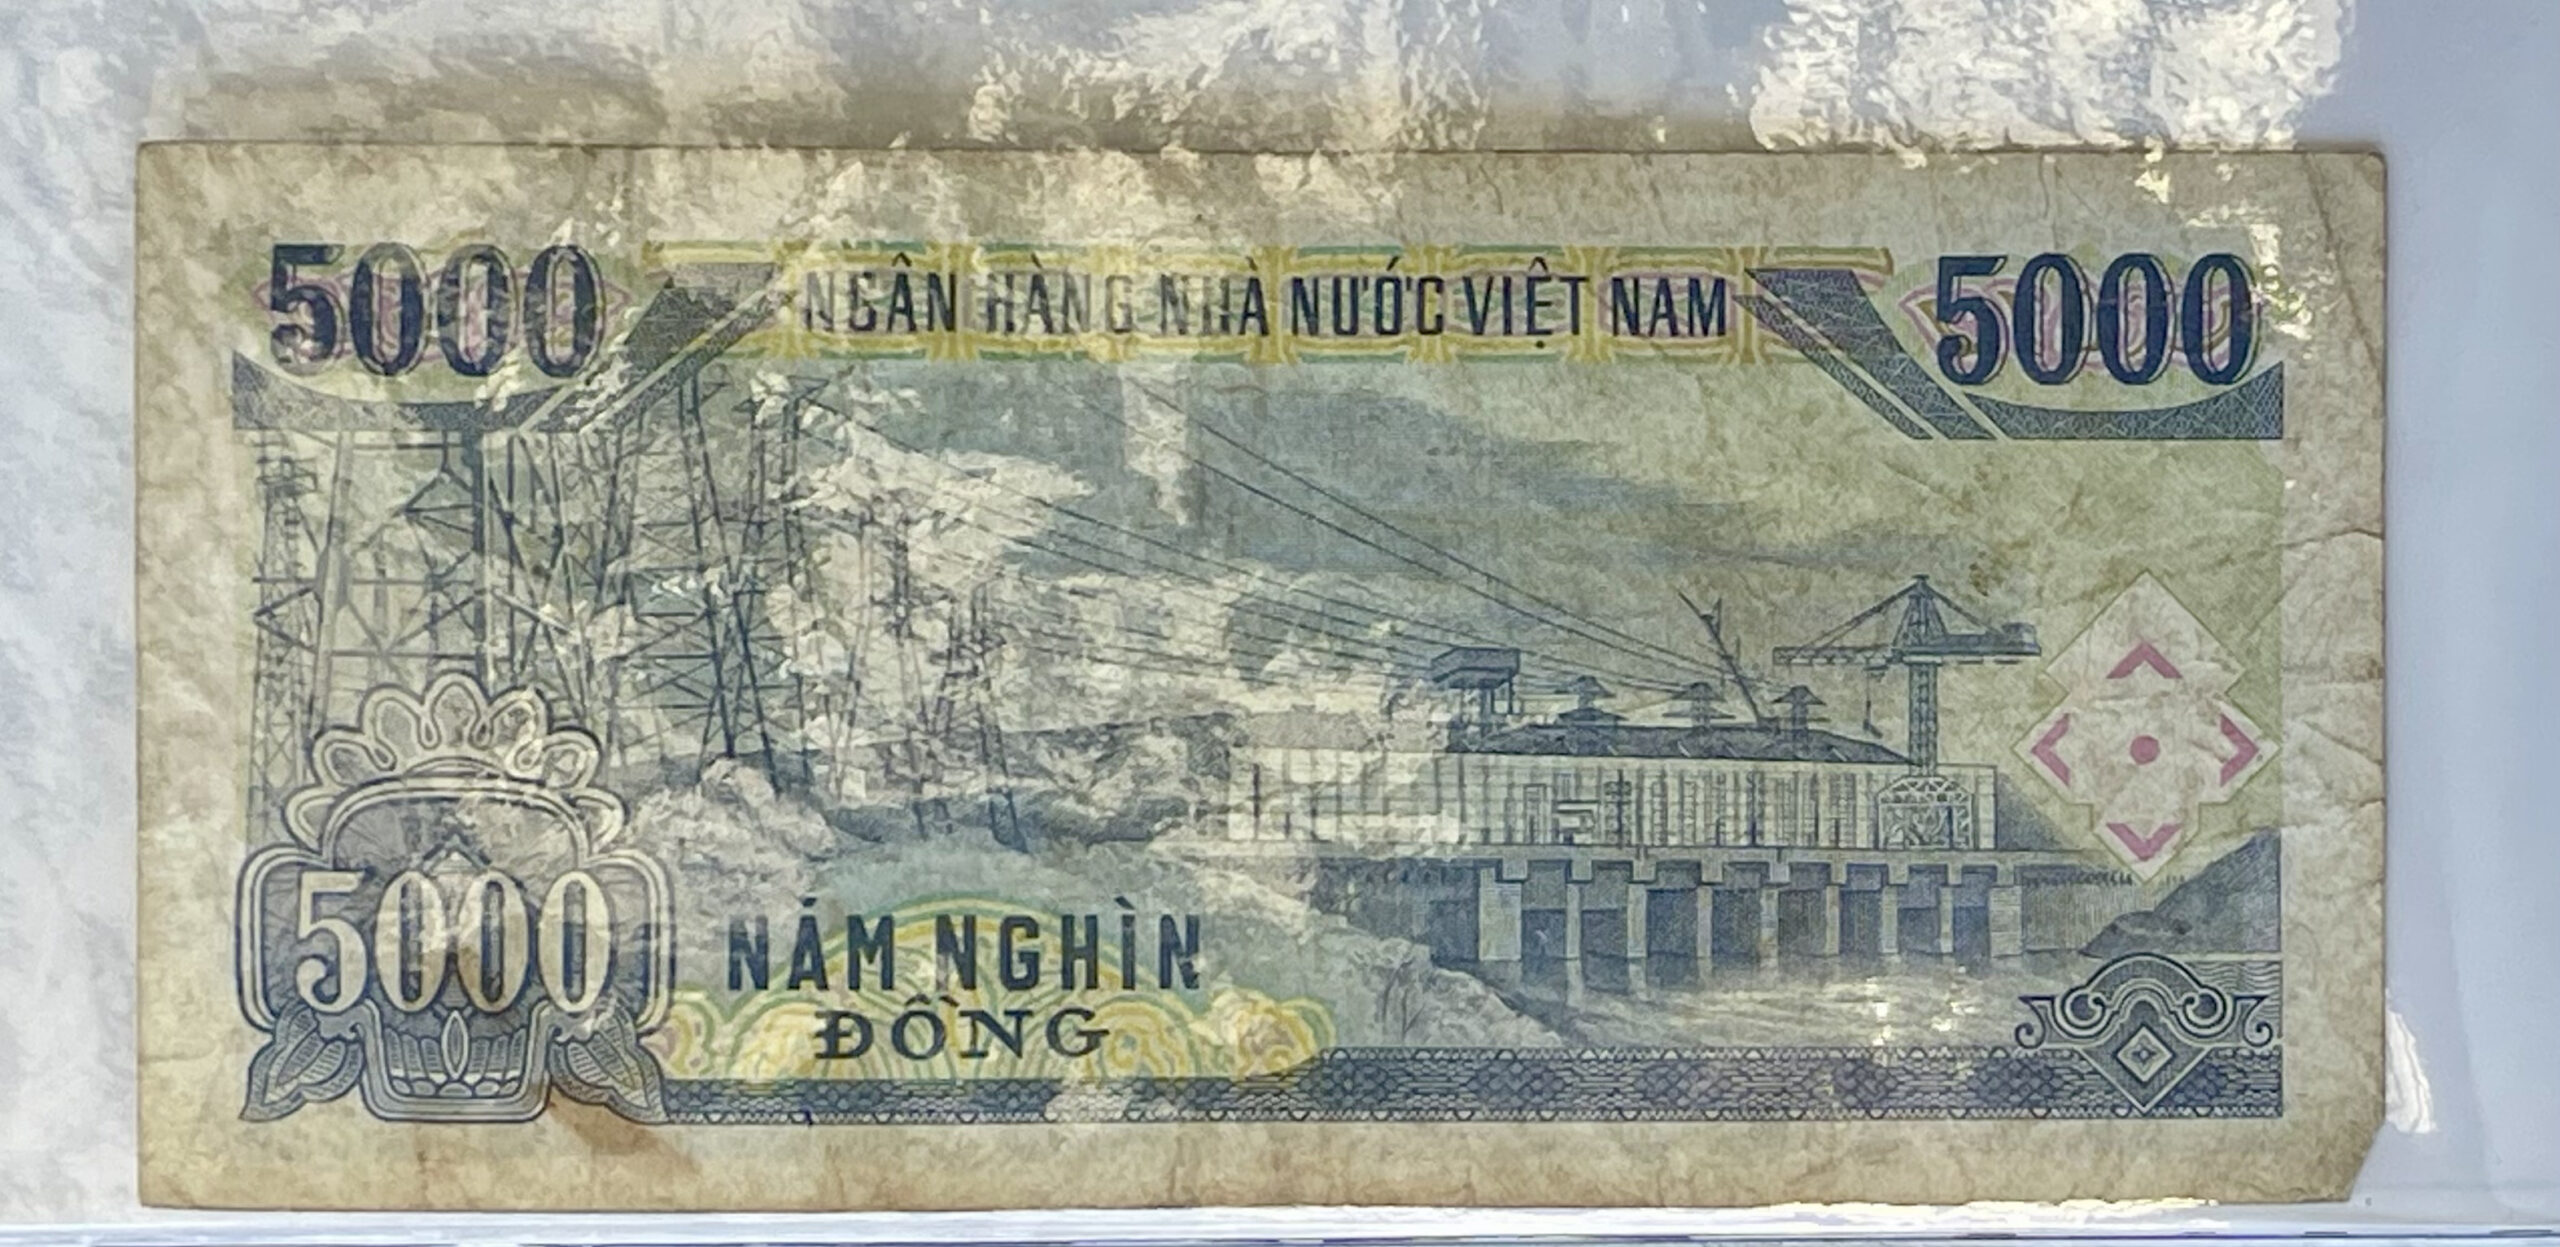 5000 NGÂN HÀNG NHÀ NƯỚC VIỆT NAM 5000
5000
NĂM NGHÌN
ĐỒNG